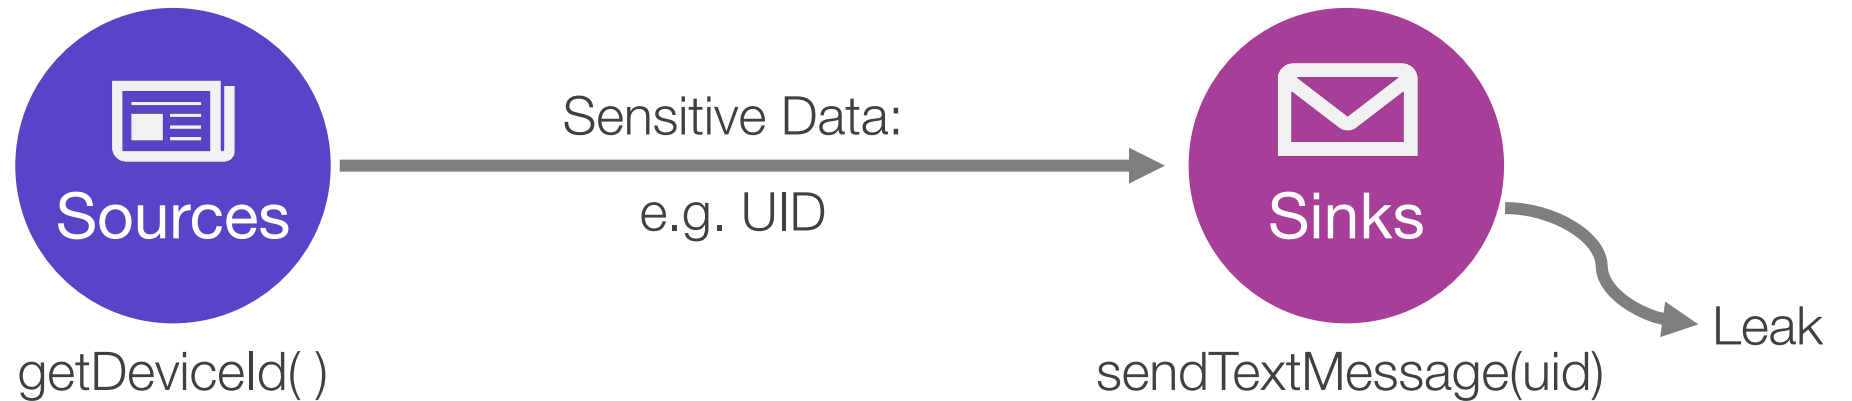 Sources
getDeviceId( )
Sensitive Data:
e.g. UID
Sinks
sendTextMessage(uid)
Leak